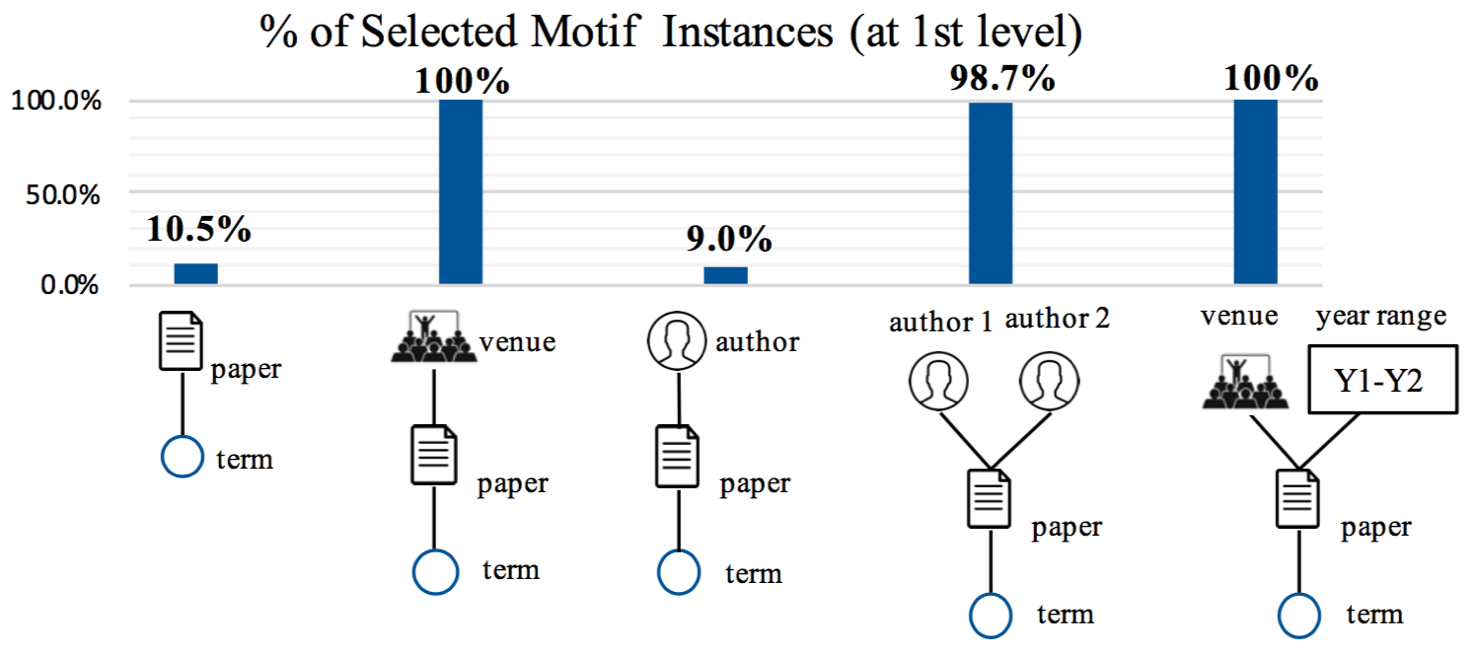 % of Selected Motif Instances (at 1st level)
100% 98.7% 100%
100.0%
50.0%
10.5% 9.0%
0.0%
author 1 author 2 venue year range
venue author
paper
Y1-Y2
term
paper paper
paper paper
term term
term term